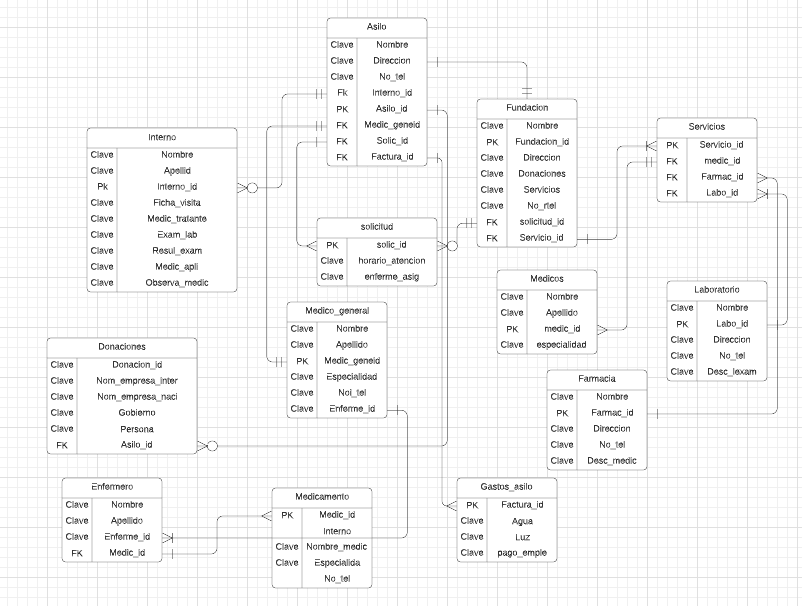 Asilo
Clave Nombre
Clave Direccion
Clave No_tel
Fk Interno_id
PK Asilo_id
FK Medic_geneid
FK Solic_id
FK Factura_id
Fundacion
Clave Nombre
PK Fundacion_id
Clave Direccion
Clave Donaciones
Clave Servicios
Clave No_rtel
FK solicitud_id
FK Servicio_id
Servicios
PK Servicio_id
FK medic_id
FK Farmac_id
FK Labo_id
Interno
Clave Nombre
Clave Apellid
Pk Interno_id
Clave Ficha_visita
Clave Medic_tratante
Clave Exam_lab
Clave Resul_exam
Clave Medic_apli
Clave Observa_medic
solicitud
PK solic_id
Clave horario_atencion
Clave enferme_asig
Medicos
Clave Nombre
Clave Apellido
PK medic_id
Clave especialidad
Laboratorio
Clave Nombre
PK Labo_id
Clave Direccion
Clave No_tel
Clave Desc_lexam
Medico_general
Clave Nombre
Clave Apellido
PK Medic_geneid
Clave Especialidad
Clave Noi_tel
Clave Enferme_id
Donaciones
Clave Donacion_id
Clave Nom_empresa_inter
Clave Nom_empresa_naci
Clave Gobierno
Clave Persona
FK Asilo_id
Farmacia
Clave Nombre
PK Farmac_id
Clave Direccion
Clave No_tel
Clave Desc_medic
Enfermero
Clave Nombre
Clave Apellido
Clave Enferme_id
FK Medic_id
Medicamento
PK Medic_id
Interno
Clave Nombre_medic
Clave Especialida
No_tel
Gastos_asilo
PK Factura_id
Clave Agua
Clave Luz
Clave pago_emple